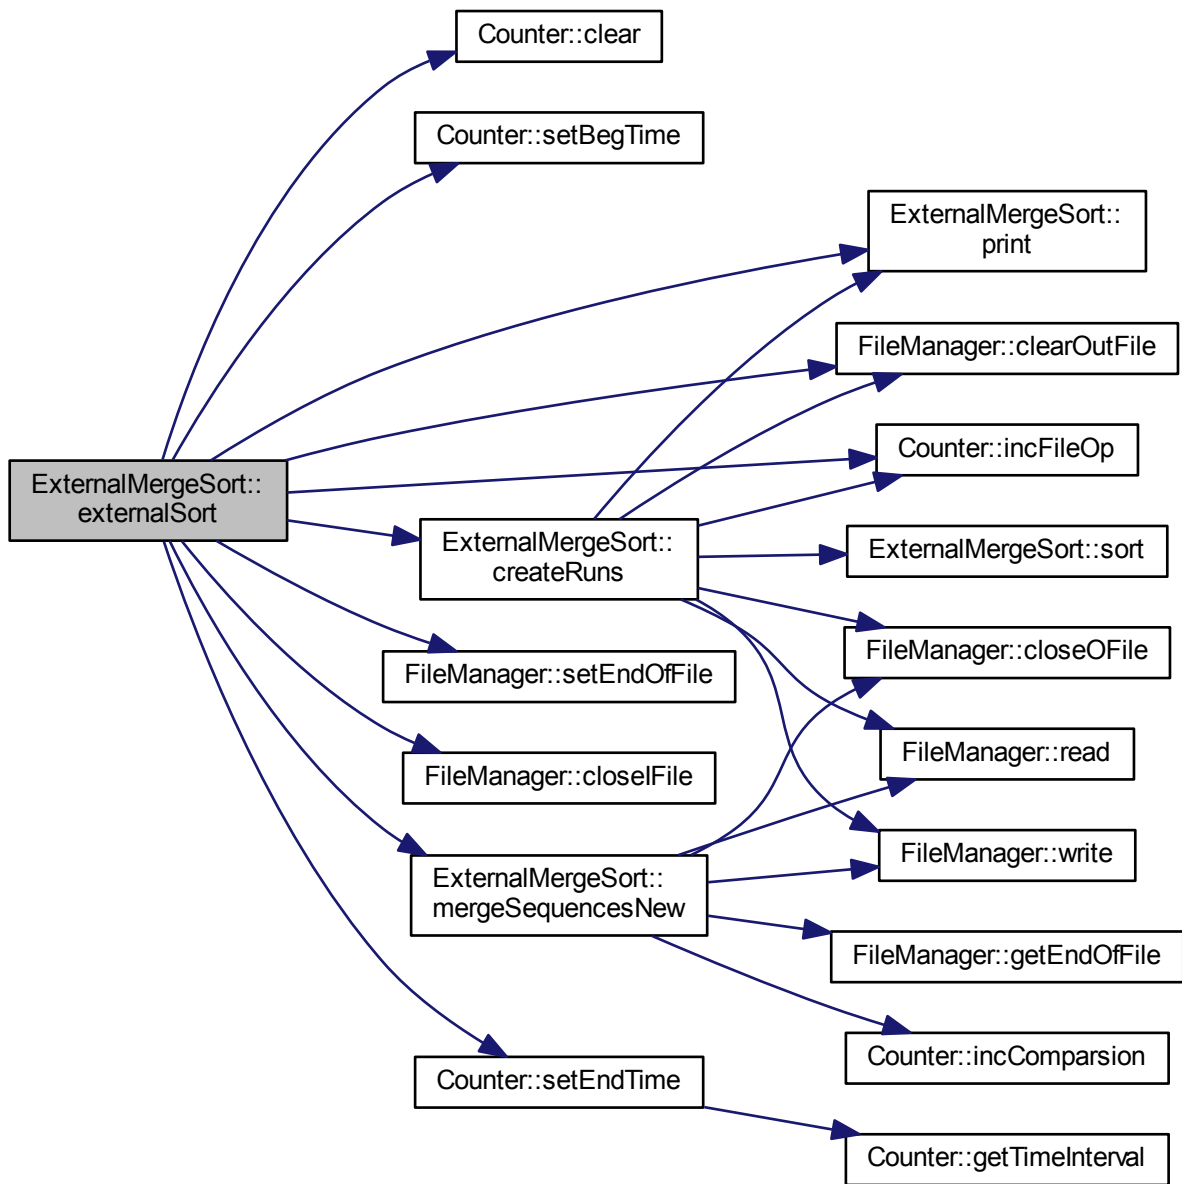 Counter::clear
Counter::setBegTime
ExternalMergeSort::
print
FileManager::clearOutFile
Counter::incFileOp
ExternalMergeSort::
externalSort
ExternalMergeSort::
createRuns
ExternalMergeSort::sort
FileManager::closeOFile
FileManager::setEndOfFile
FileManager::read
FileManager::closeIFile
FileManager::write
ExternalMergeSort::
mergeSequencesNew
FileManager::getEndOfFile
Counter::incComparsion
Counter::setEndTime
Counter::getTimeInterval